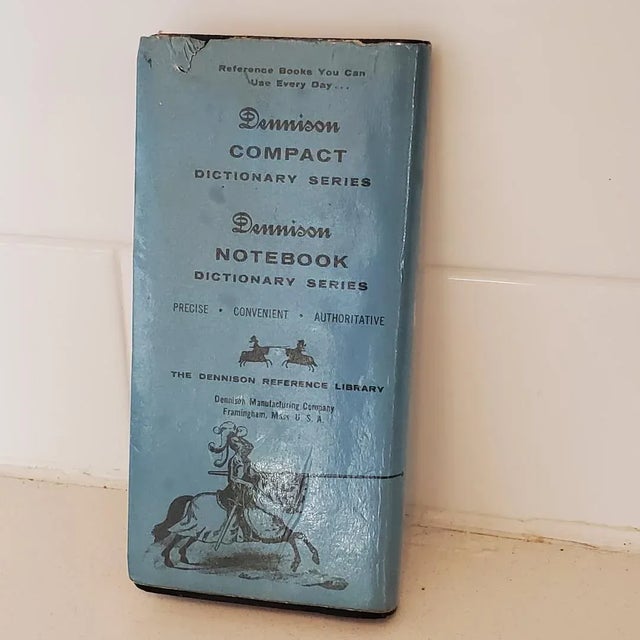 Reference Books You Can
Use Every Day...
Dennison
COMPACT
DICTIONARY SERIES
Dennison
NOTEBOOK
DICTIONARY SERIES
PRECISE • CONVENIENT • AUTHORITATIVE
THE DENNISON REFERENCE LIBRARY
Dennison Manufacturing Company
Framingham, Mass U. S. A.